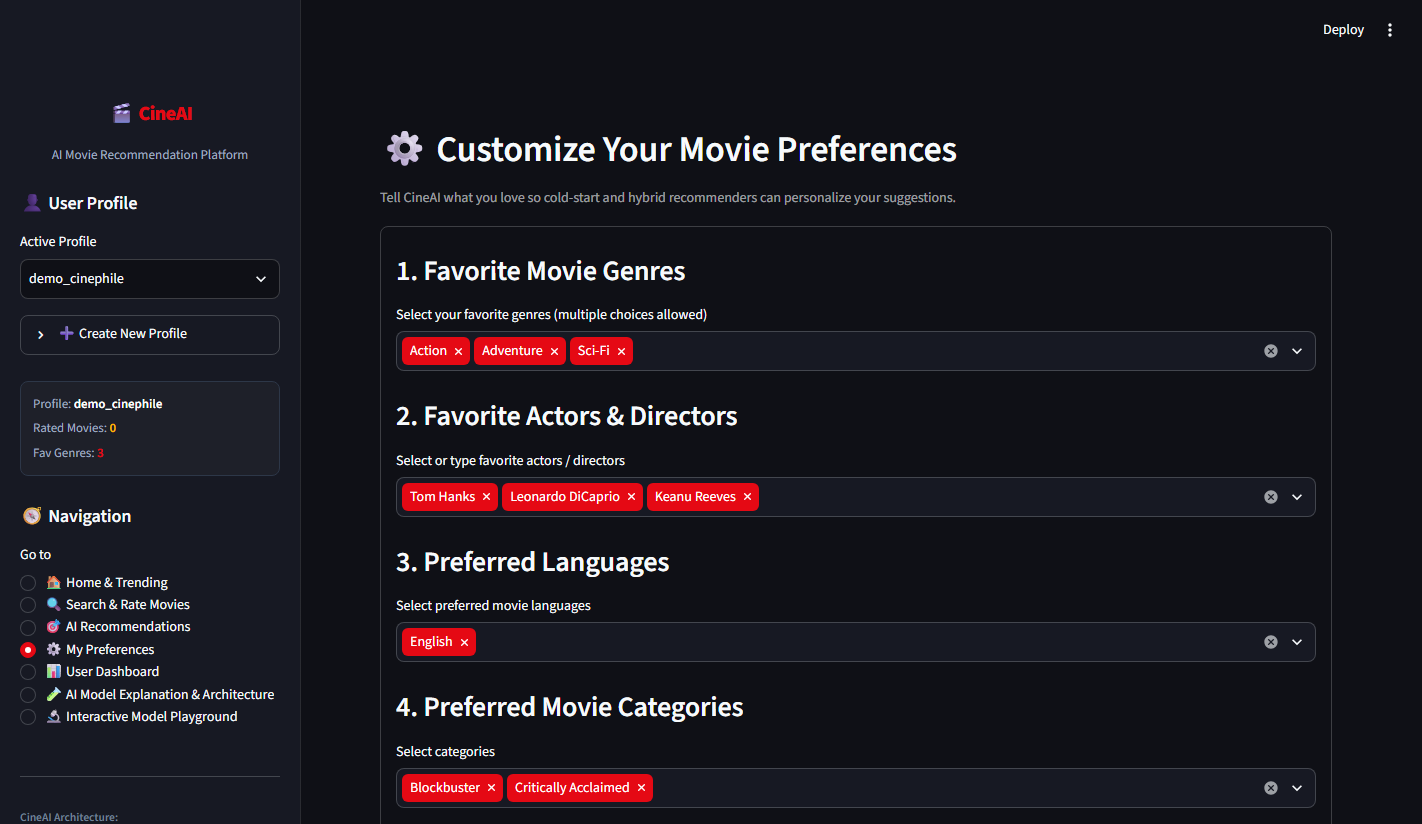 Deploy
CineAI
AI Movie Recommendation Platform
User Profile
Active Profile
demo_cinephile
Create New Profile
Profile: demo_cinephile
Rated Movies: 0
Fav Genres: 3
Navigation
Go to
Home & Trending
Search & Rate Movies
AI Recommendations
My Preferences
User Dashboard
AI Model Explanation & Architecture
Interactive Model Playground
CineAI Architecture:
Customize Your Movie Preferences
Tell CineAI what you love so cold-start and hybrid recommenders can personalize your suggestions.
1. Favorite Movie Genres
Select your favorite genres (multiple choices allowed)
Action Adventure Sci-Fi
2. Favorite Actors & Directors
Select or type favorite actors / directors
Tom Hanks Leonardo DiCaprio Keanu Reeves
3. Preferred Languages
Select preferred movie languages
English
4. Preferred Movie Categories
Select categories
Blockbuster Critically Acclaimed